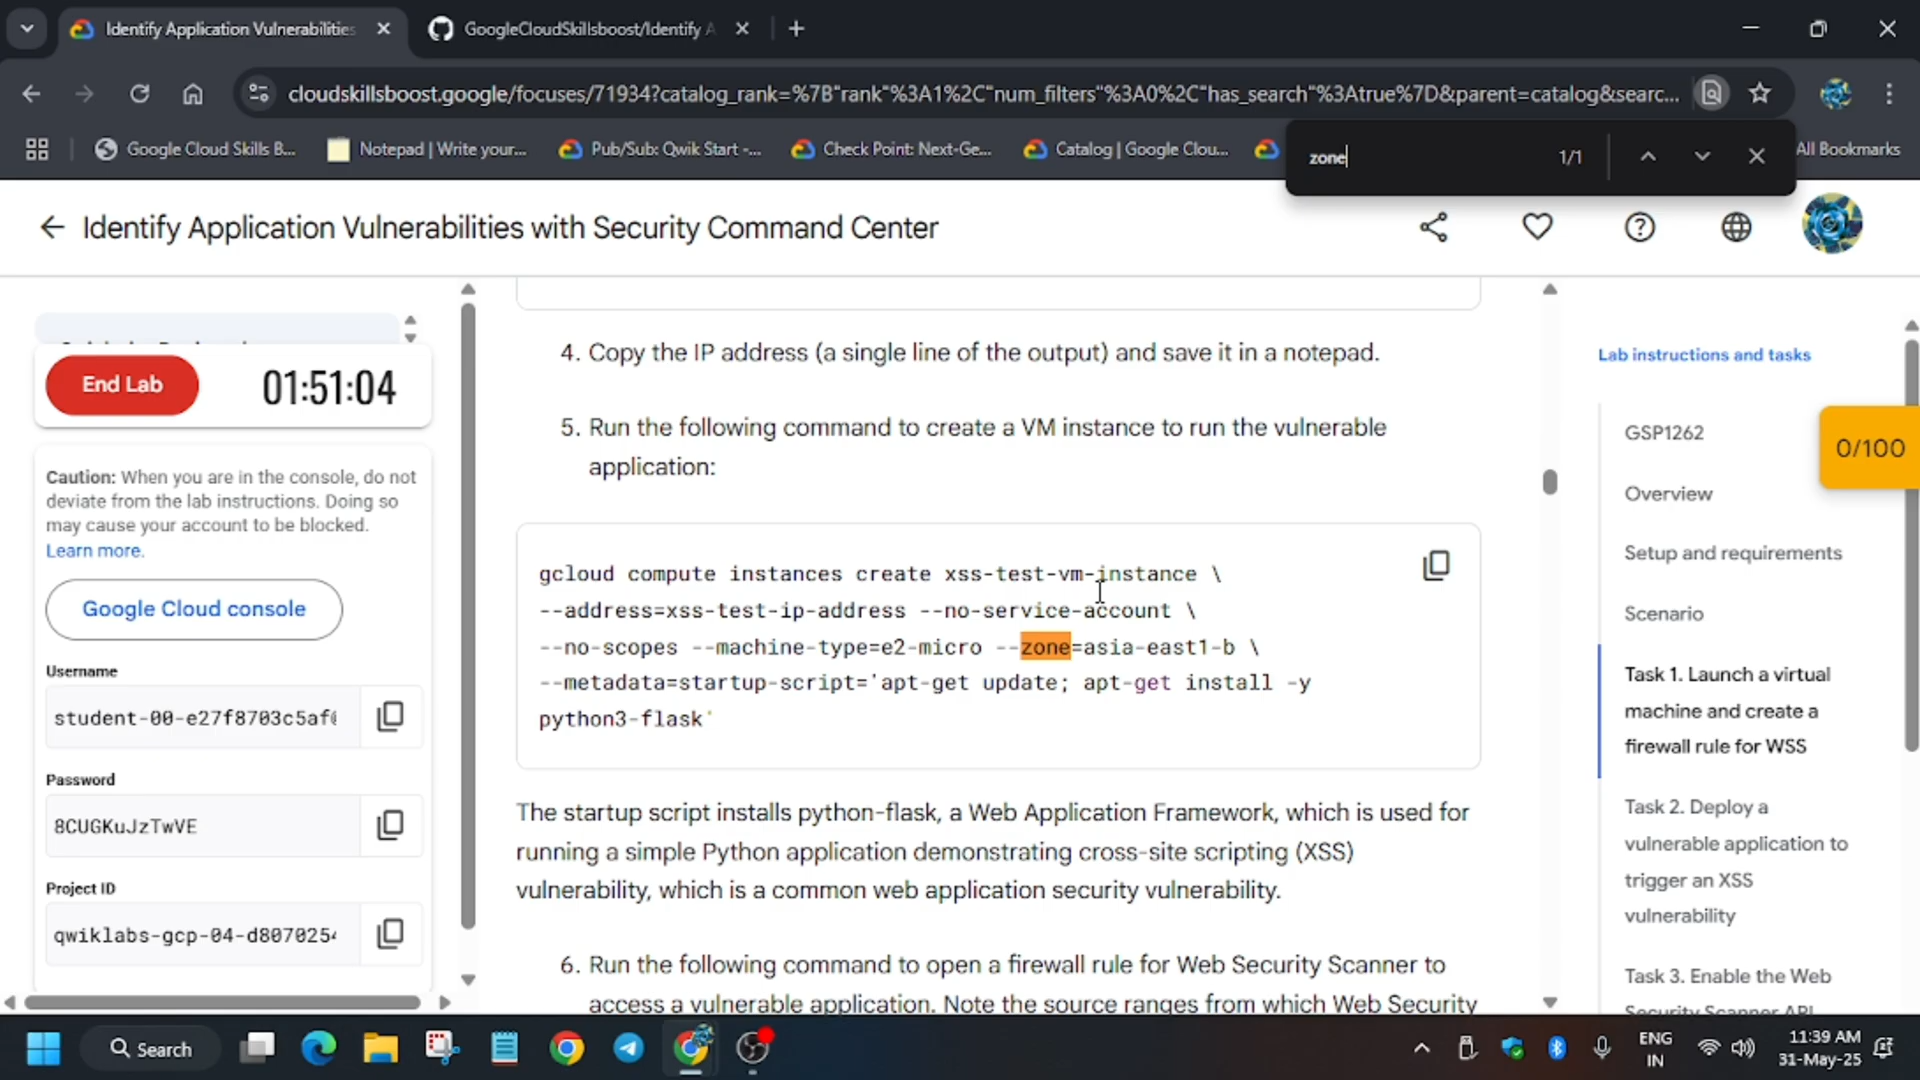 Identify Application Vulnerabilities
GoogleCloudSkillsboost/Identify A
cloudskillsboost.google/focuses/71934?catalog_rank=%7B"rank"%3A1%2C"num_filters"%3A0%2C"has_search"%3Atrue%7D&parent=catalog&searc...
Google Cloud Skills B...
Notepad | Write your...
Pub/Sub: Qwik Start -...
Check Point: Next-Ge...
Catalog | Google Clou...
All Bookmarks
zone
1/1
Identify Application Vulnerabilities with Security Command Center
End Lab
01:51:04
Caution: When you are in the console, do not
deviate from the lab instructions. Doing so
may cause your account to be blocked.
Learn more.
Google Cloud console
Username
student-00-e27f8703c5af
Password
8CUGKuJzTwVE
Project ID
qwiklabs-gcp-04-d8070254
4. Copy the IP address (a single line of the output) and save it in a notepad.
5. Run the following command to create a VM instance to run the vulnerable
application:
gcloud compute instances create xss-test-vm-instance \
--address=xss-test-ip-address --no-service-account \
--no-scopes --machine-type=e2-micro --zone=asia-east1-b \
--metadata=startup-script='apt-get update; apt-get install -y
python3-flask'
The startup script installs python-flask, a Web Application Framework, which is used for
running a simple Python application demonstrating cross-site scripting (XSS)
vulnerability, which is a common web application security vulnerability.
6. Run the following command to open a firewall rule for Web Security Scanner to
access a vulnerable application. Note the source ranges from which Web Security
Lab instructions and tasks
GSP1262
0/100
Overview
Setup and requirements
Scenario
Task 1. Launch a virtual
machine and create a
firewall rule for WSS
Task 2. Deploy a
vulnerable application to
trigger an XSS
vulnerability
Task 3. Enable the Web
Security Scanner API
Search
ENG
IN
11:39 AM
31-May-25